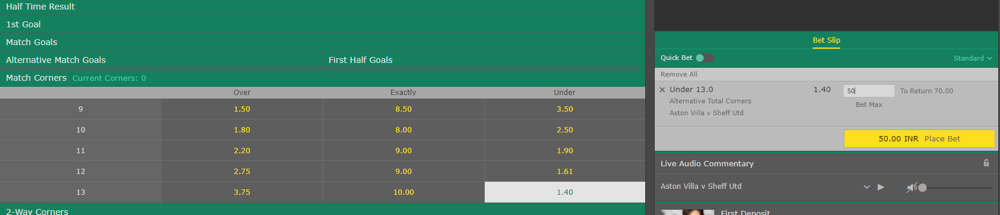 Half Time Result
1st Goal
Match Goals
Alternative Match Goals First Half Goals
Match Corners Current Corners: 0
Over Exactly Under
9 1.50 8.50 3.50
10 1.80 8.00 2.50
11 2.20 9.00 1.90
12 2.75 9.00 1.61
13 3.75 10.00 1.40
2-Way Corners
Bet Slip
Quick Bet Standard
Remove All
Under 13.0 1.40 50 To Return 70.00
Alternative Total Corners Bet Max
Aston Villa v Sheff Utd
50.00 INR Place Bet
Live Audio Commentary
Aston Villa v Sheff Utd
First Deposit